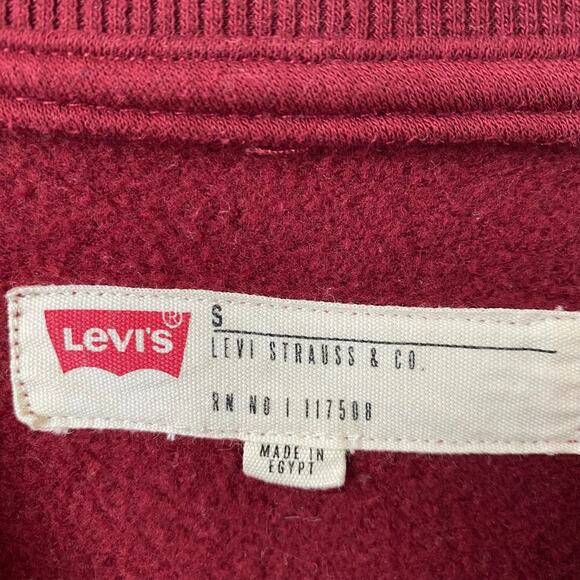 LEVI'S®
S
LEVI STRAUSS & CO.
RN NO | 117508
MADE IN
EGYPT